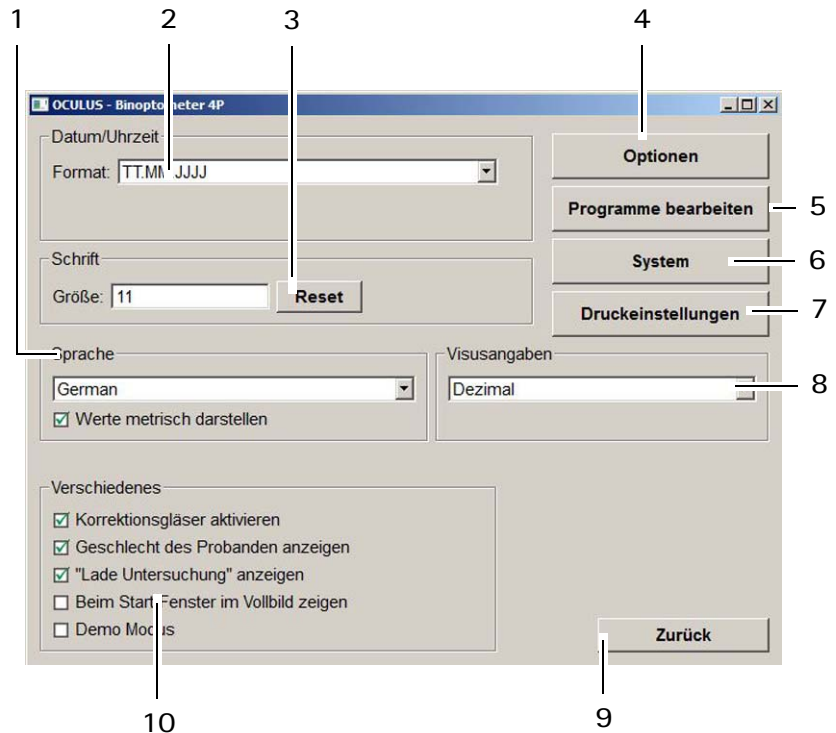 1 2 3 4
OCULUS - Binoptometer 4P
Datum/Uhrzeit
Format: TT.MM.JJJJ
Optionen
Programme bearbeiten 5
Schrift
System 6
Größe: 11 Reset
Druckeinstellungen 7
Sprache Visusangaben
German Dezimal 8
Werte metrisch darstellen
Verschiedenes
Korrektionsgläser aktivieren
Geschlecht des Probanden anzeigen
"Lade Untersuchung" anzeigen
Beim Start Fenster im Vollbild zeigen
Demo Modus
Zurück
10 9